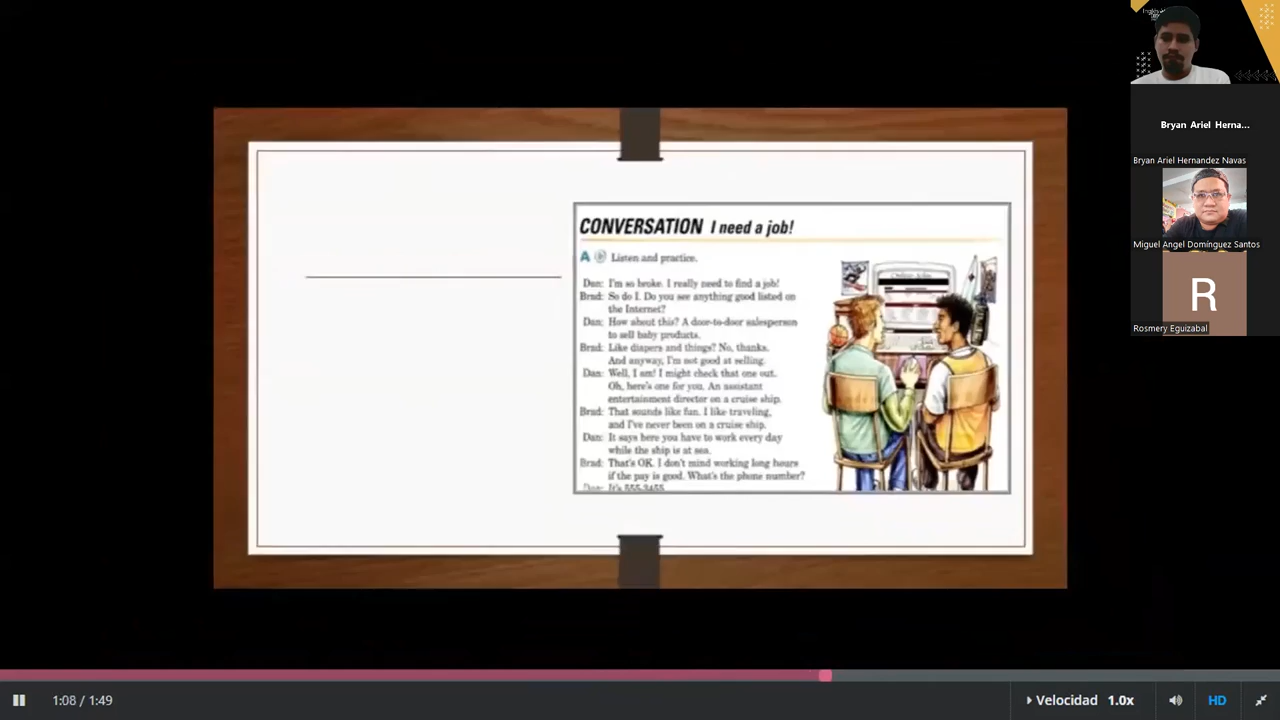 CONVERSATION I need a job!
A Listen and practice.
Dan: I'm so broke. I really need to find a job!
Brad: So do I. Do you see anything good listed on
the Internet?
Dan: How about this? A door-to-door salesperson
to sell baby products.
Brad: Like diapers and things? No, thanks.
And anyway, I'm not good at selling.
Dan: Well, I am! I might check that one out.
Oh, here's one for you. An assistant
entertainment director on a cruise ship.
Brad: That sounds like fun. I like traveling,
and I've never been on a cruise ship.
Dan: It says here you have to work every day
while the ship is at sea.
Brad: That's OK. I don't mind working long hours
if the pay is good. What's the phone number?
Dan: It's 555-3455.
Bryan Ariel Herna...
Bryan Ariel Hernandez Navas
Miguel Angel Domínguez Santos
R
Rosmery Eguizabal
1:08 / 1:49
Velocidad 1.0x
HD